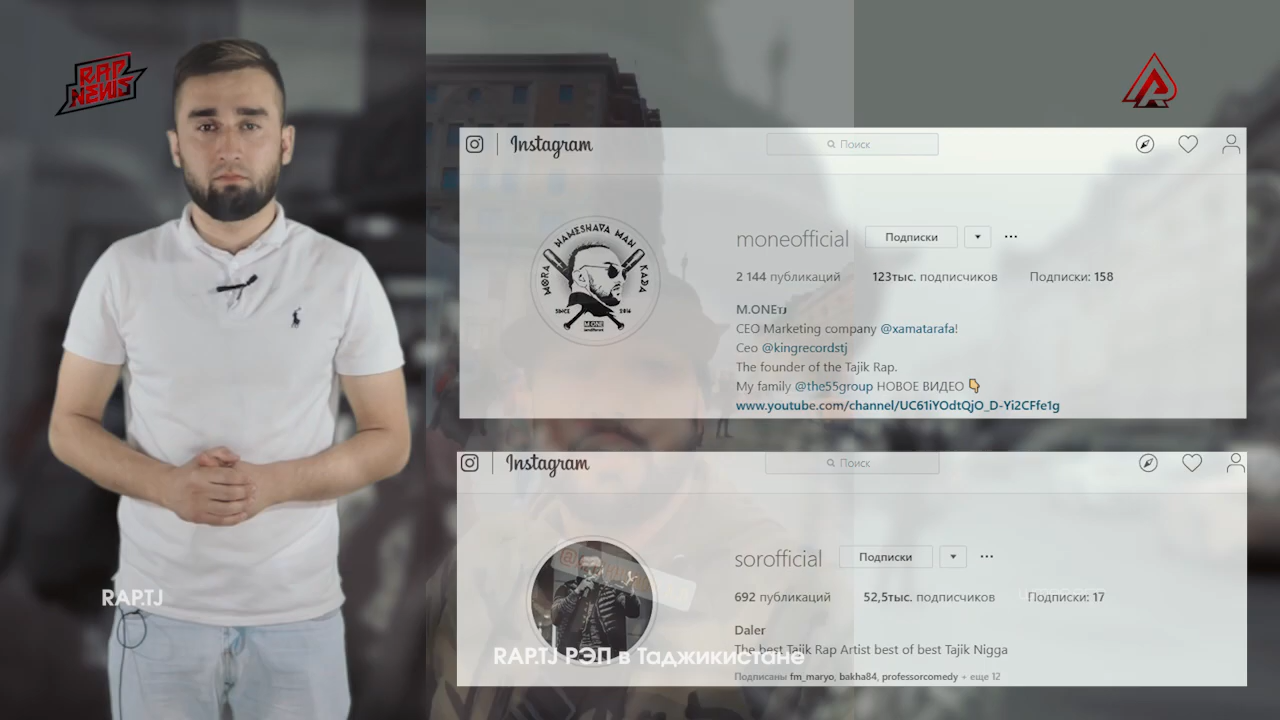 RAP
NEWS
Instagram
Поиск
moneofficial
Подписки
2 144 публикаций
123тыс. подписчиков
Подписки: 158
M.ONEтJ
CEO Marketing company @xamatarafa!
Ceo @kingrecordstj
The founder of the Tajik Rap.
My family @the55group НОВОЕ ВИДЕО 👇
www.youtube.com/channel/UC61iYOdtQjO_D-Yi2CFfe1g
MORA NAMESHAVA MAN KADA
SINCE 2016
M.ONE
Instagram
Поиск
sorofficial
Подписки
692 публикаций
52,5тыс. подписчиков
Подписки: 17
Daler
The best Tajik Rap Artist best of best Tajik Nigga
Подписаны fm_maryo, bakha84, professorcomedy + еще 12
RAP.TJ
RAP.TJ РЭП в Таджикистане